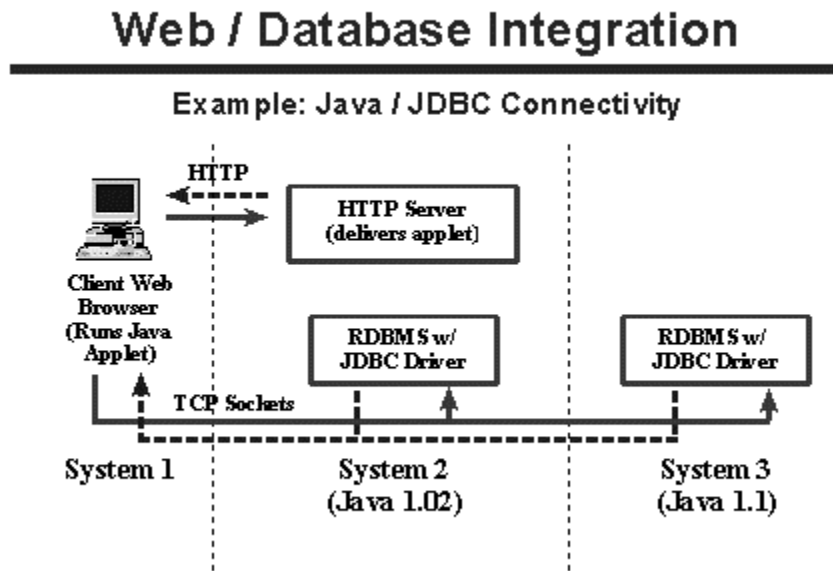 Web / Database Integration
Example: Java / JDBC Connectivity
HTTP
HTTP Server
(delivers applet)
Client Web
Browser
(Runs Java
Applet)
RDBMS w/
JDBC Driver
RDBMS w/
JDBC Driver
TCP Sockets
System 1
System 2
(Java 1.02)
System 3
(Java 1.1)